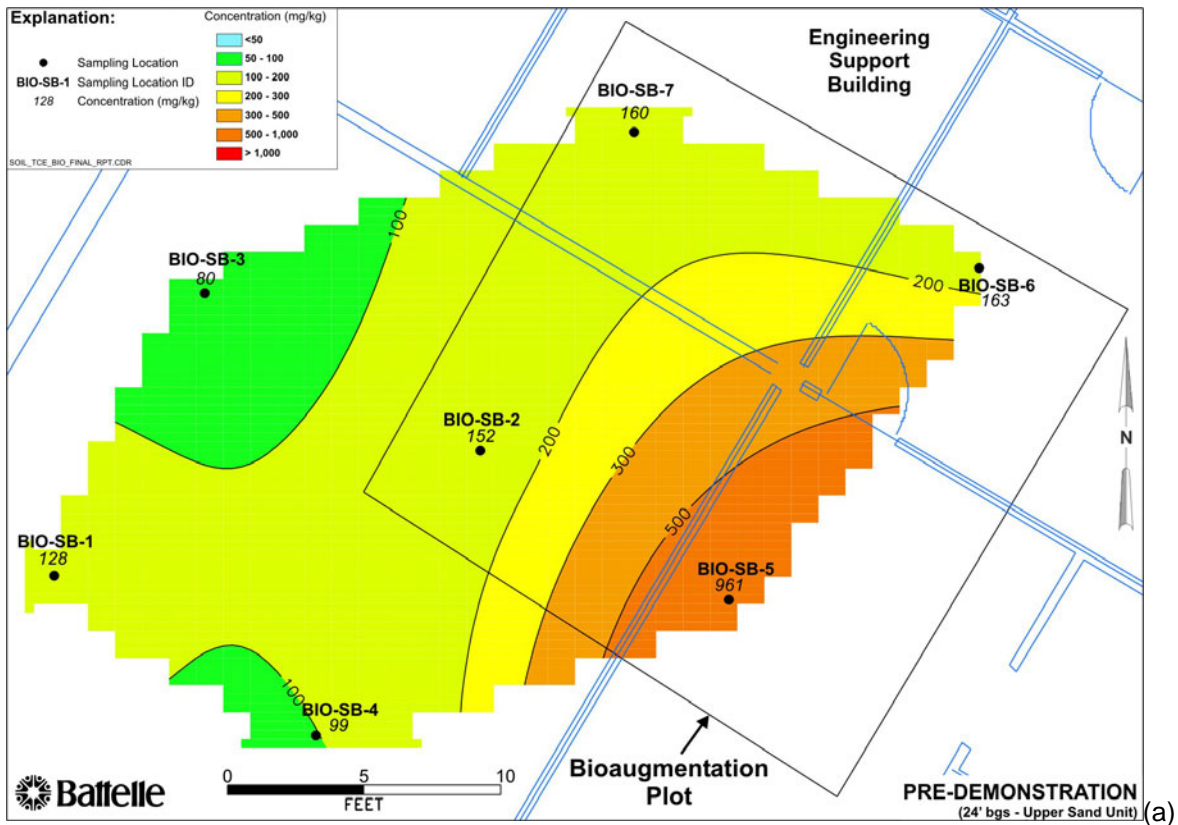 Explanation:
Sampling Location
BIO-SB-1 Sampling Location ID
128 Concentration (mg/kg)
SOIL_TCE_BIO_FINAL_RPT.CDR
Concentration (mg/kg)
<50
50 - 100
100 - 200
200 - 300
300 - 500
500 - 1,000
> 1,000
Engineering
Support
Building
BIO-SB-7
160
100
BIO-SB-3
80
200
BIO-SB-6
163
BIO-SB-2
152
200
300
N
500
BIO-SB-1
128
BIO-SB-5
961
100
BIO-SB-4
99
Bioaugmentation
Plot
Battelle
0 5 10
FEET
PRE-DEMONSTRATION
(24' bgs - Upper Sand Unit)
(a)